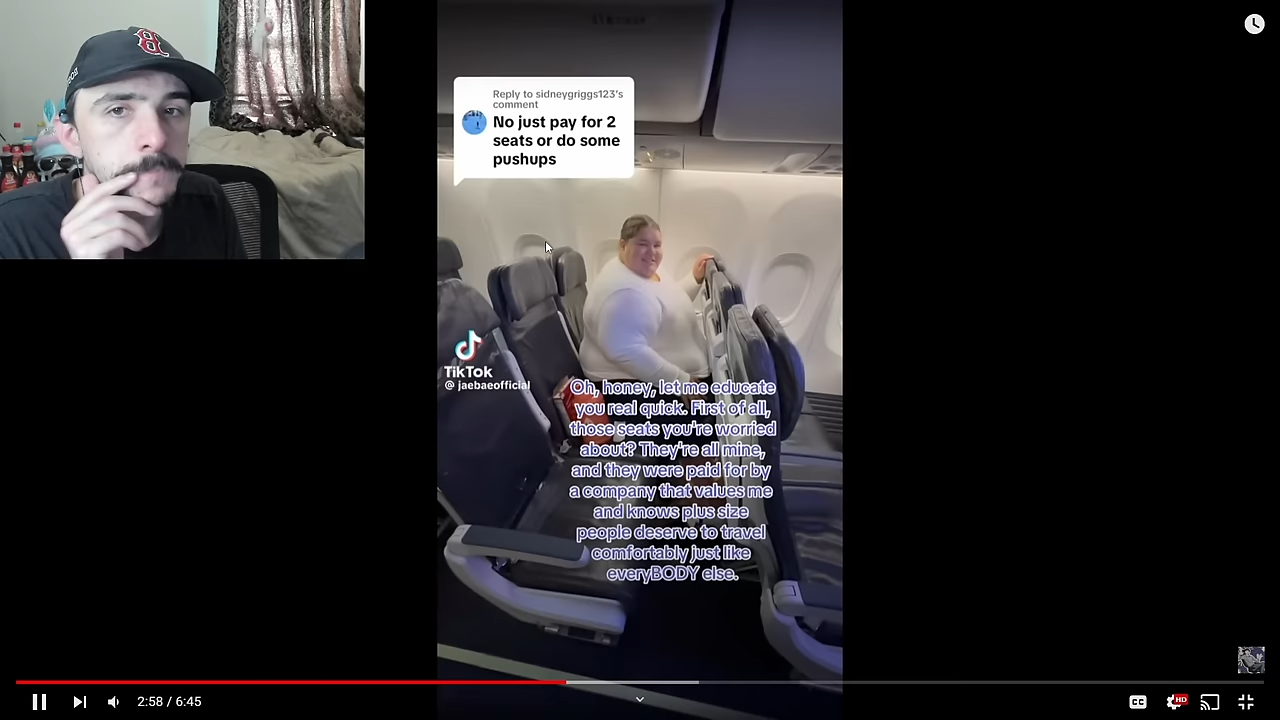 Reply to sidneygriggs123's
comment
No just pay for 2
seats or do some
pushups
TikTok
@ jaebaeofficial
Oh, honey, let me educate
you real quick. First of all,
those seats you're worried
about? They're all mine,
and they were paid for by
a company that values me
and knows plus size
people deserve to travel
comfortably just like
everyBODY else.
2:58 / 6:45
CC
HD